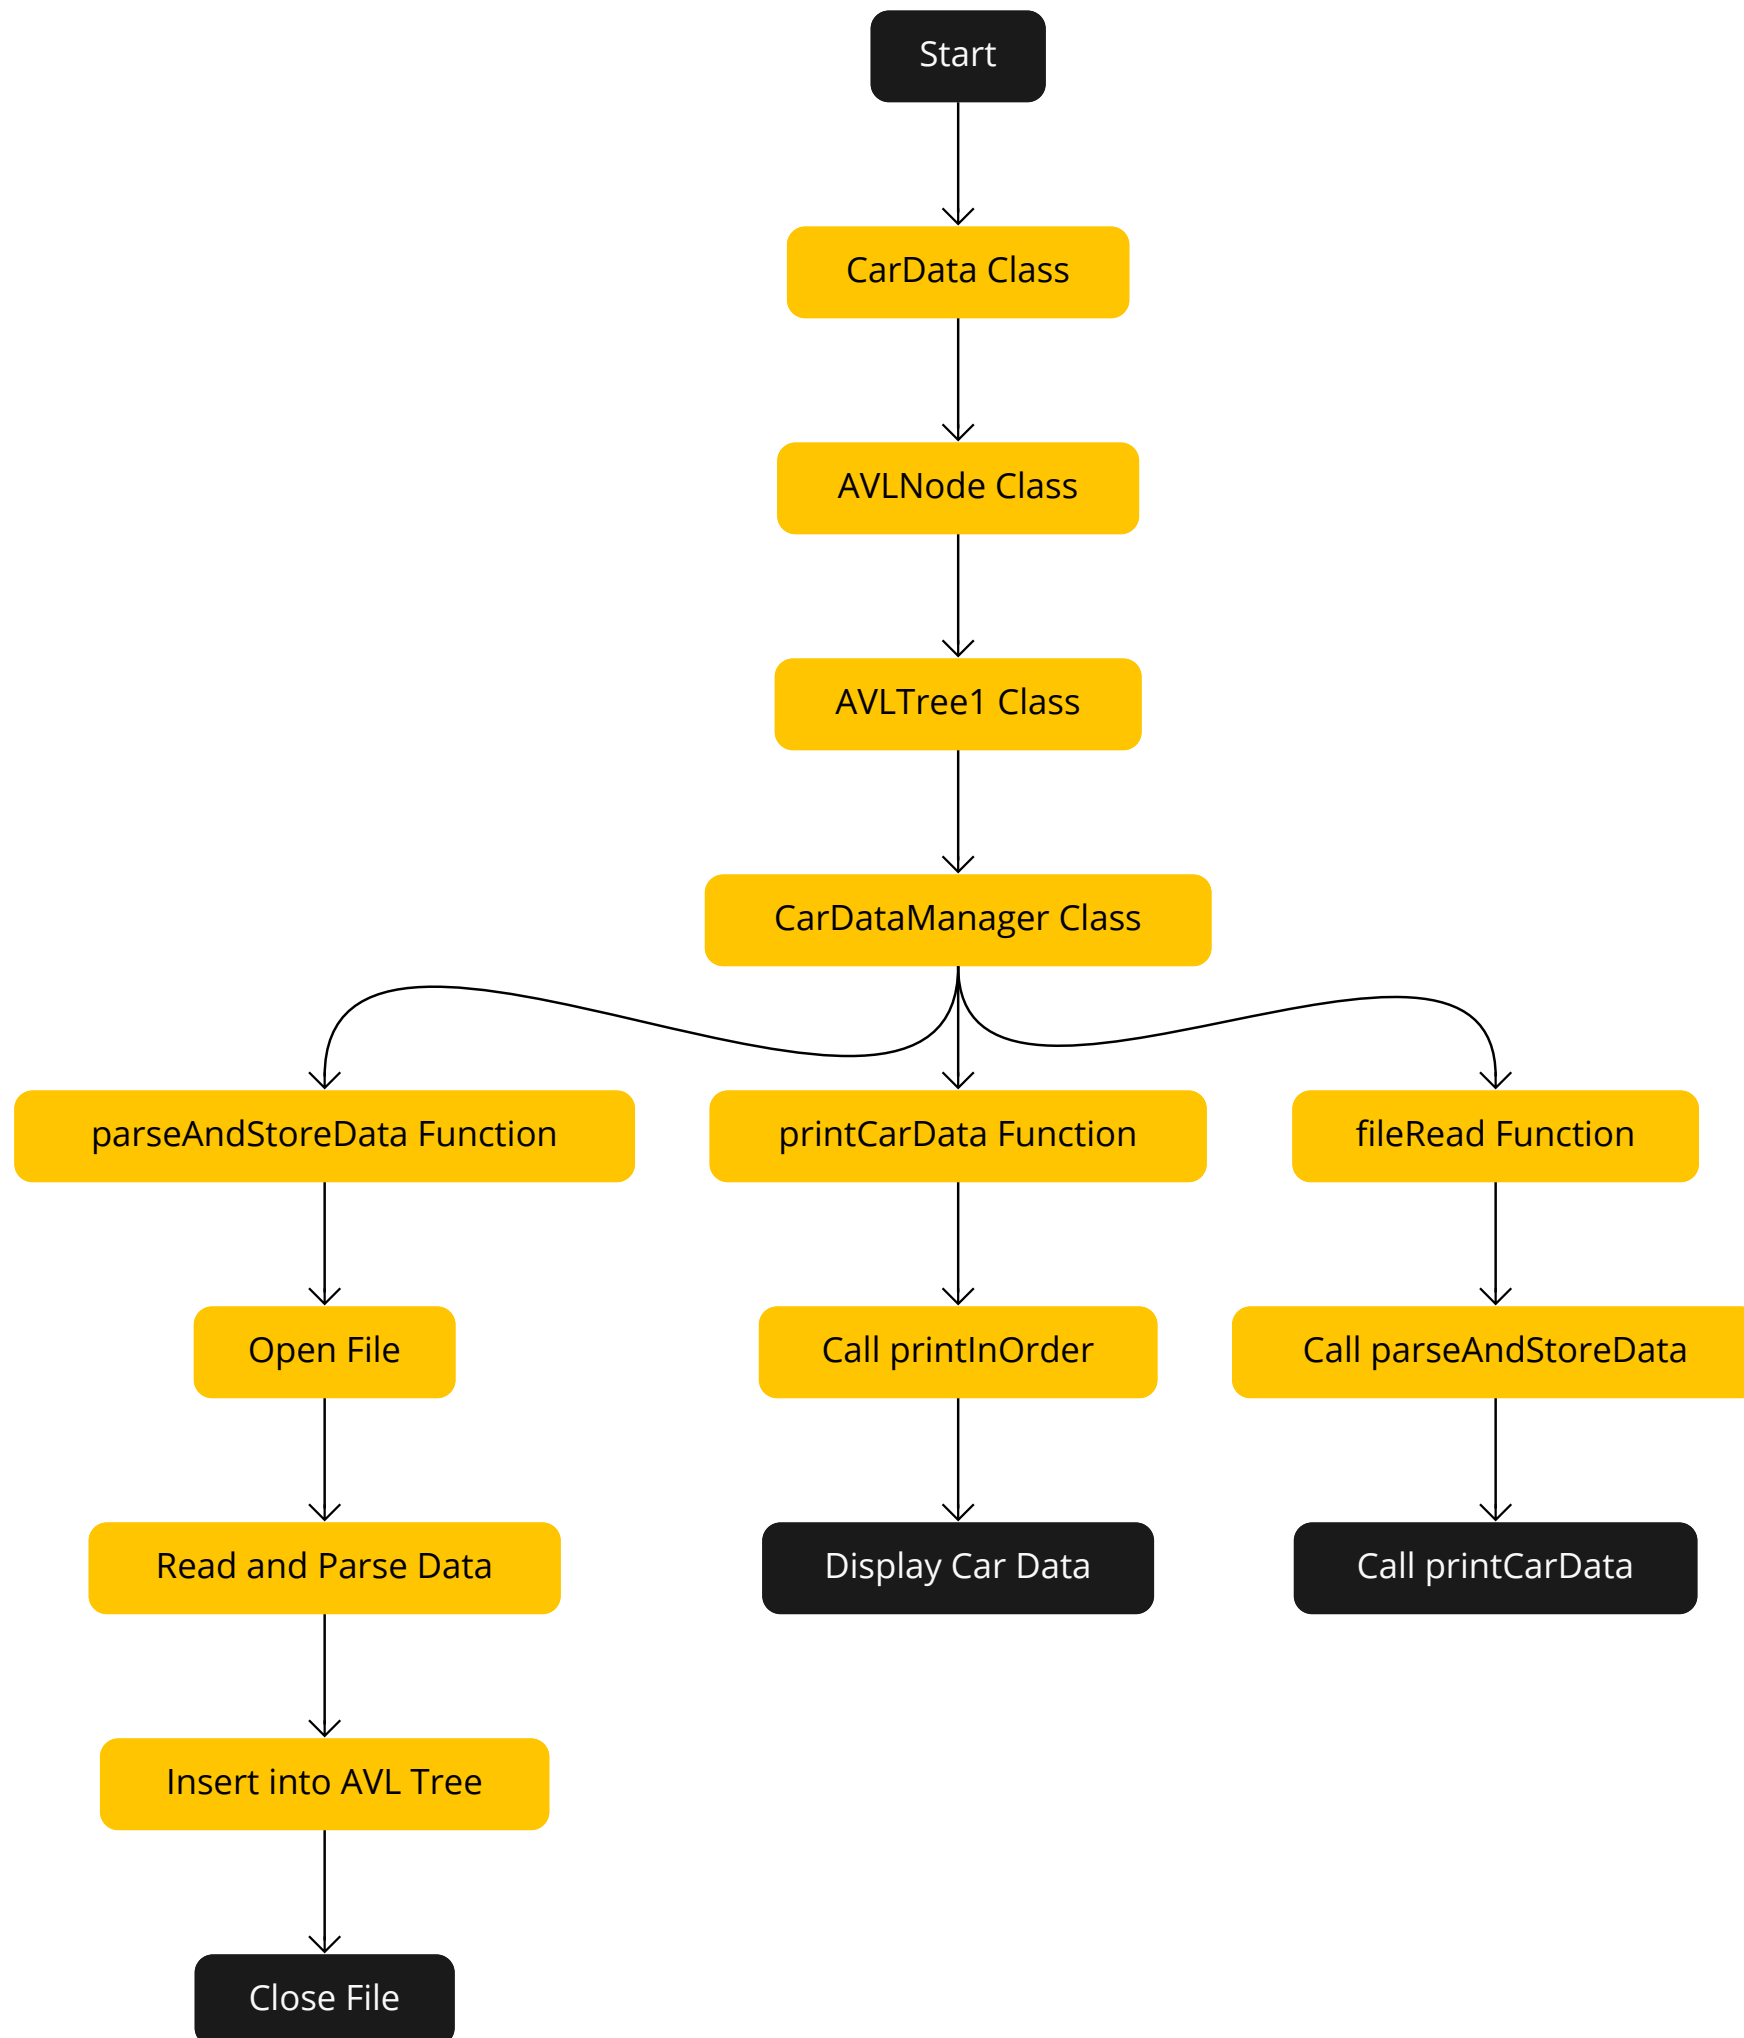 Start
CarData Class
AVLNode Class
AVLTree1 Class
CarDataManager Class
parseAndStoreData Function
printCarData Function
fileRead Function
Open File
Call printInOrder
Call parseAndStoreData
Read and Parse Data
Display Car Data
Call printCarData
Insert into AVL Tree
Close File